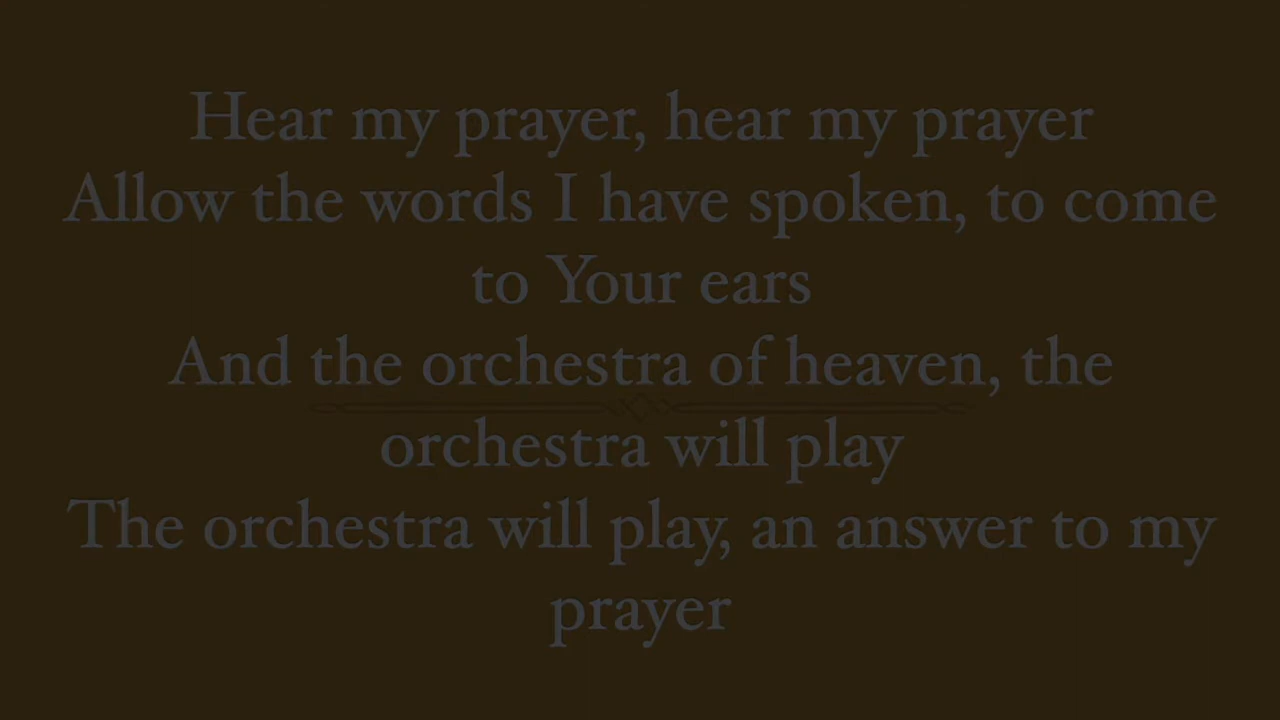 Hear my prayer, hear my prayer
Allow the words I have spoken, to come
to Your ears
And the orchestra of heaven, the
orchestra will play
The orchestra will play, an answer to my
prayer